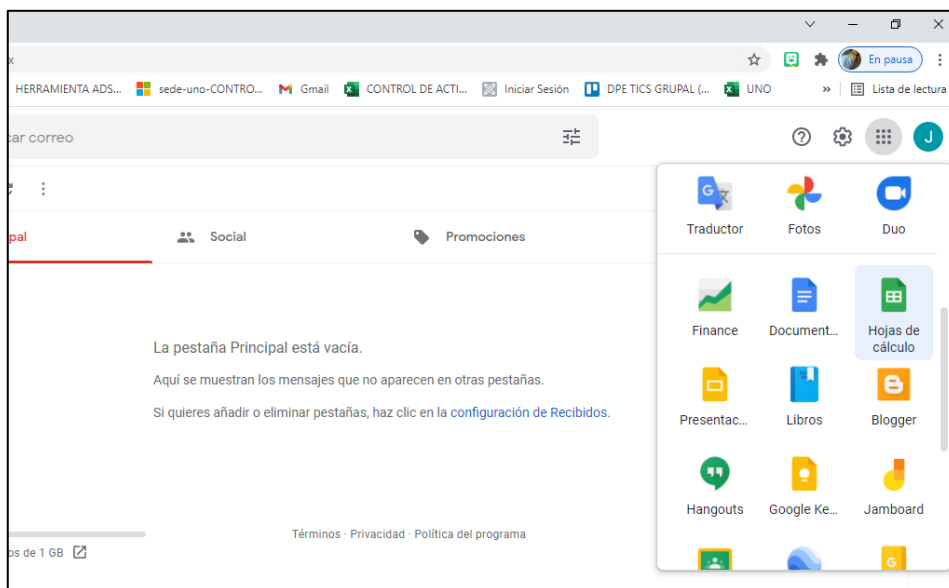 x
En pausa
HERRAMIENTA ADS...
sede-uno-CONTRO...
Gmail
CONTROL DE ACTI...
Iniciar Sesión
DPE TICS GRUPAL (...
UNO
»
Lista de lectura
car correo
J
pal
Social
Promociones
La pestaña Principal está vacía.
Aquí se muestran los mensajes que no aparecen en otras pestañas.
Si quieres añadir o eliminar pestañas, haz clic en la configuración de Recibidos.
os de 1 GB
Términos · Privacidad · Política del programa
Traductor
Fotos
Duo
Finance
Document...
Hojas de
cálculo
Presentac...
Libros
Blogger
Hangouts
Google Ke...
Jamboard